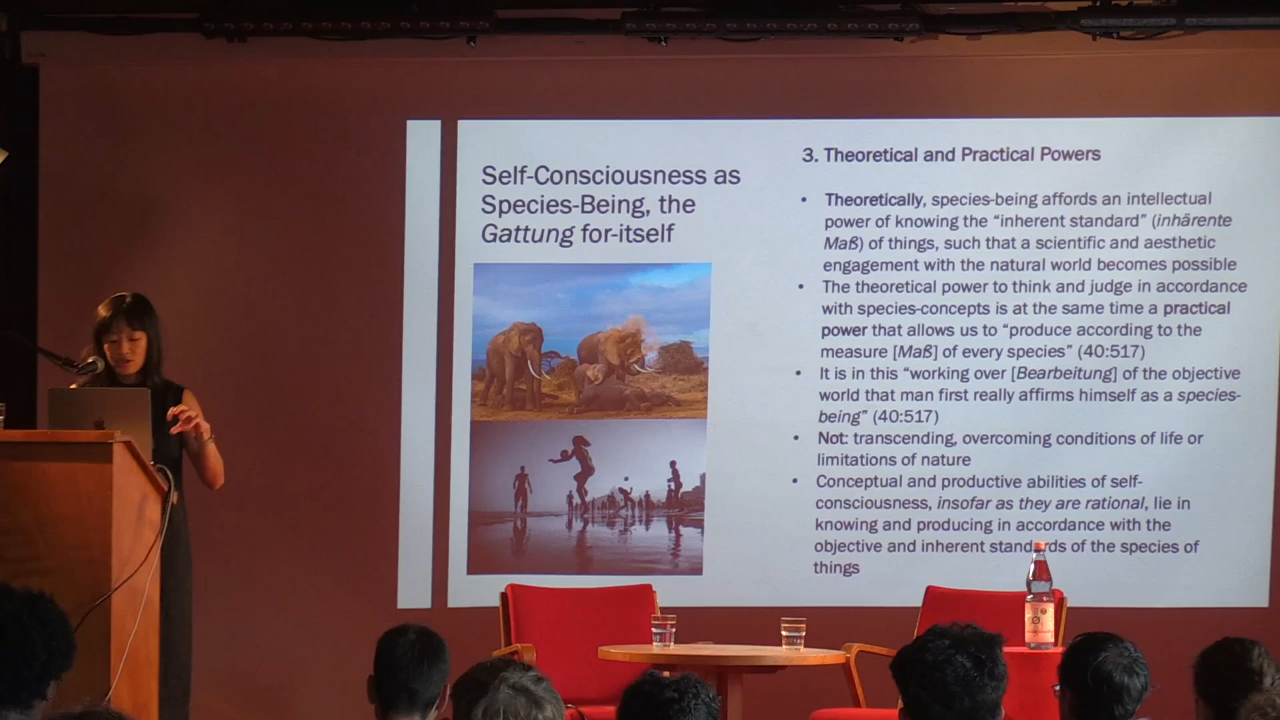 Self-Consciousness as
Species-Being, the
Gattung for-itself
3. Theoretical and Practical Powers
• Theoretically, species-being affords an intellectual
power of knowing the “inherent standard” (inhärente
Maß) of things, such that a scientific and aesthetic
engagement with the natural world becomes possible
• The theoretical power to think and judge in accordance
with species-concepts is at the same time a practical
power that allows us to “produce according to the
measure [Maß] of every species” (40:517)
• It is in this “working over [Bearbeitung] of the objective
world that man first really affirms himself as a species-
being” (40:517)
• Not: transcending, overcoming conditions of life or
limitations of nature
• Conceptual and productive abilities of self-
consciousness, insofar as they are rational, lie in
knowing and producing in accordance with the
objective and inherent standards of the species of
things